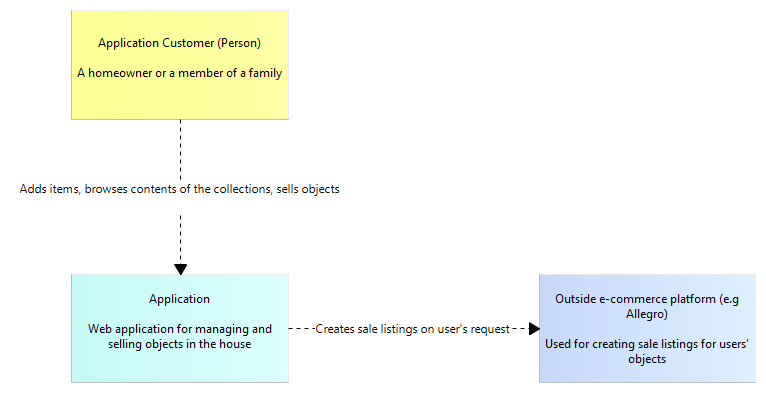 Application Customer (Person)
A homeowner or a member of a family
Adds items, browses contents of the collections, sells objects
Application
Web application for managing and
selling objects in the house
Creates sale listings on user's request
Outside e-commerce platform (e.g
Allegro)
Used for creating sale listings for users'
objects